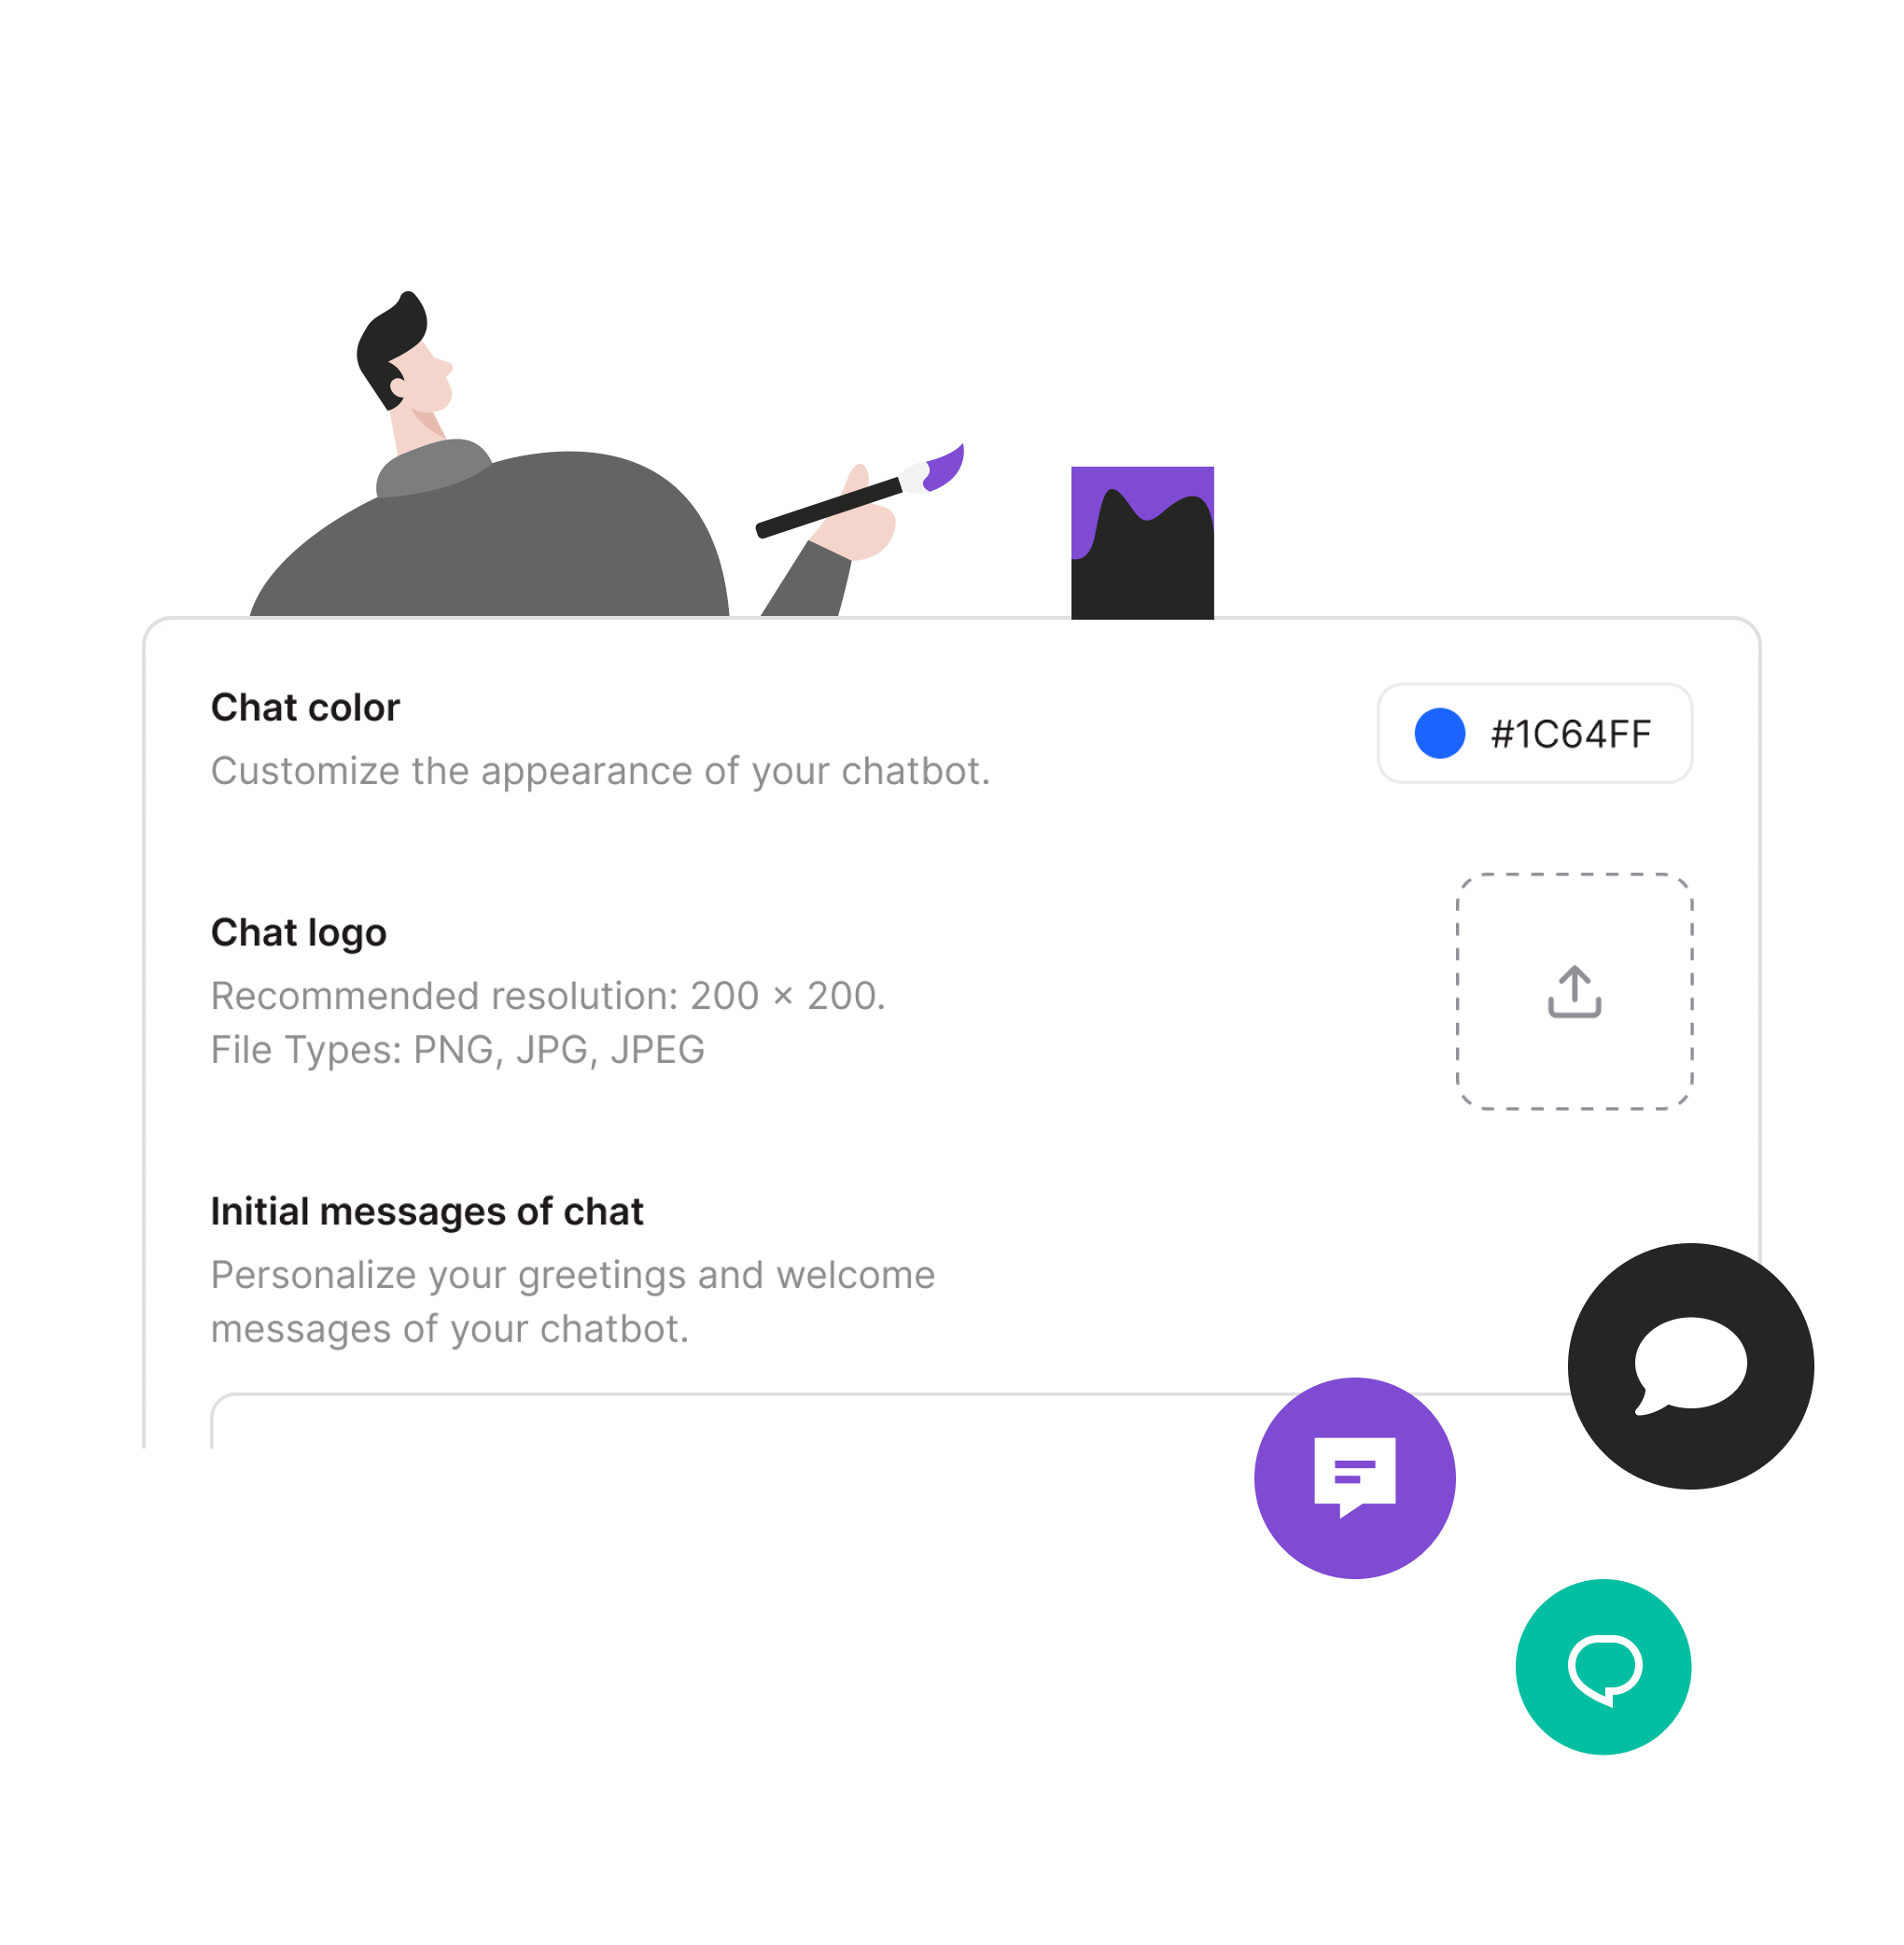 Chat color
#1C64FF
Customize the appearance of your chatbot.
Chat logo
Recommended resolution: 200 × 200.
File Types: PNG, JPG, JPEG
Initial messages of chat
Personalize your greetings and welcome
messages of your chatbot.